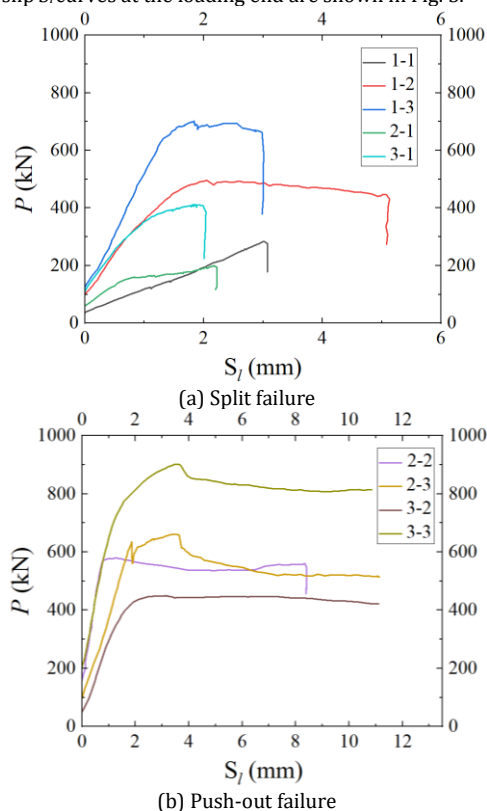 slip S/curves at the loading end are shown in Fig. 3.
0 2 4 6
1000 1000
800 800
600 600
400 400
200 200
0 0
0 2 4 6
P (kN)
1-1
1-2
1-3
2-1
3-1
S_l (mm)
(a) Split failure
0 2 4 6 8 10 12
1000 1000
800 800
600 600
400 400
200 200
0 0
0 2 4 6 8 10 12
P (kN)
2-2
2-3
3-2
3-3
S_l (mm)
(b) Push-out failure